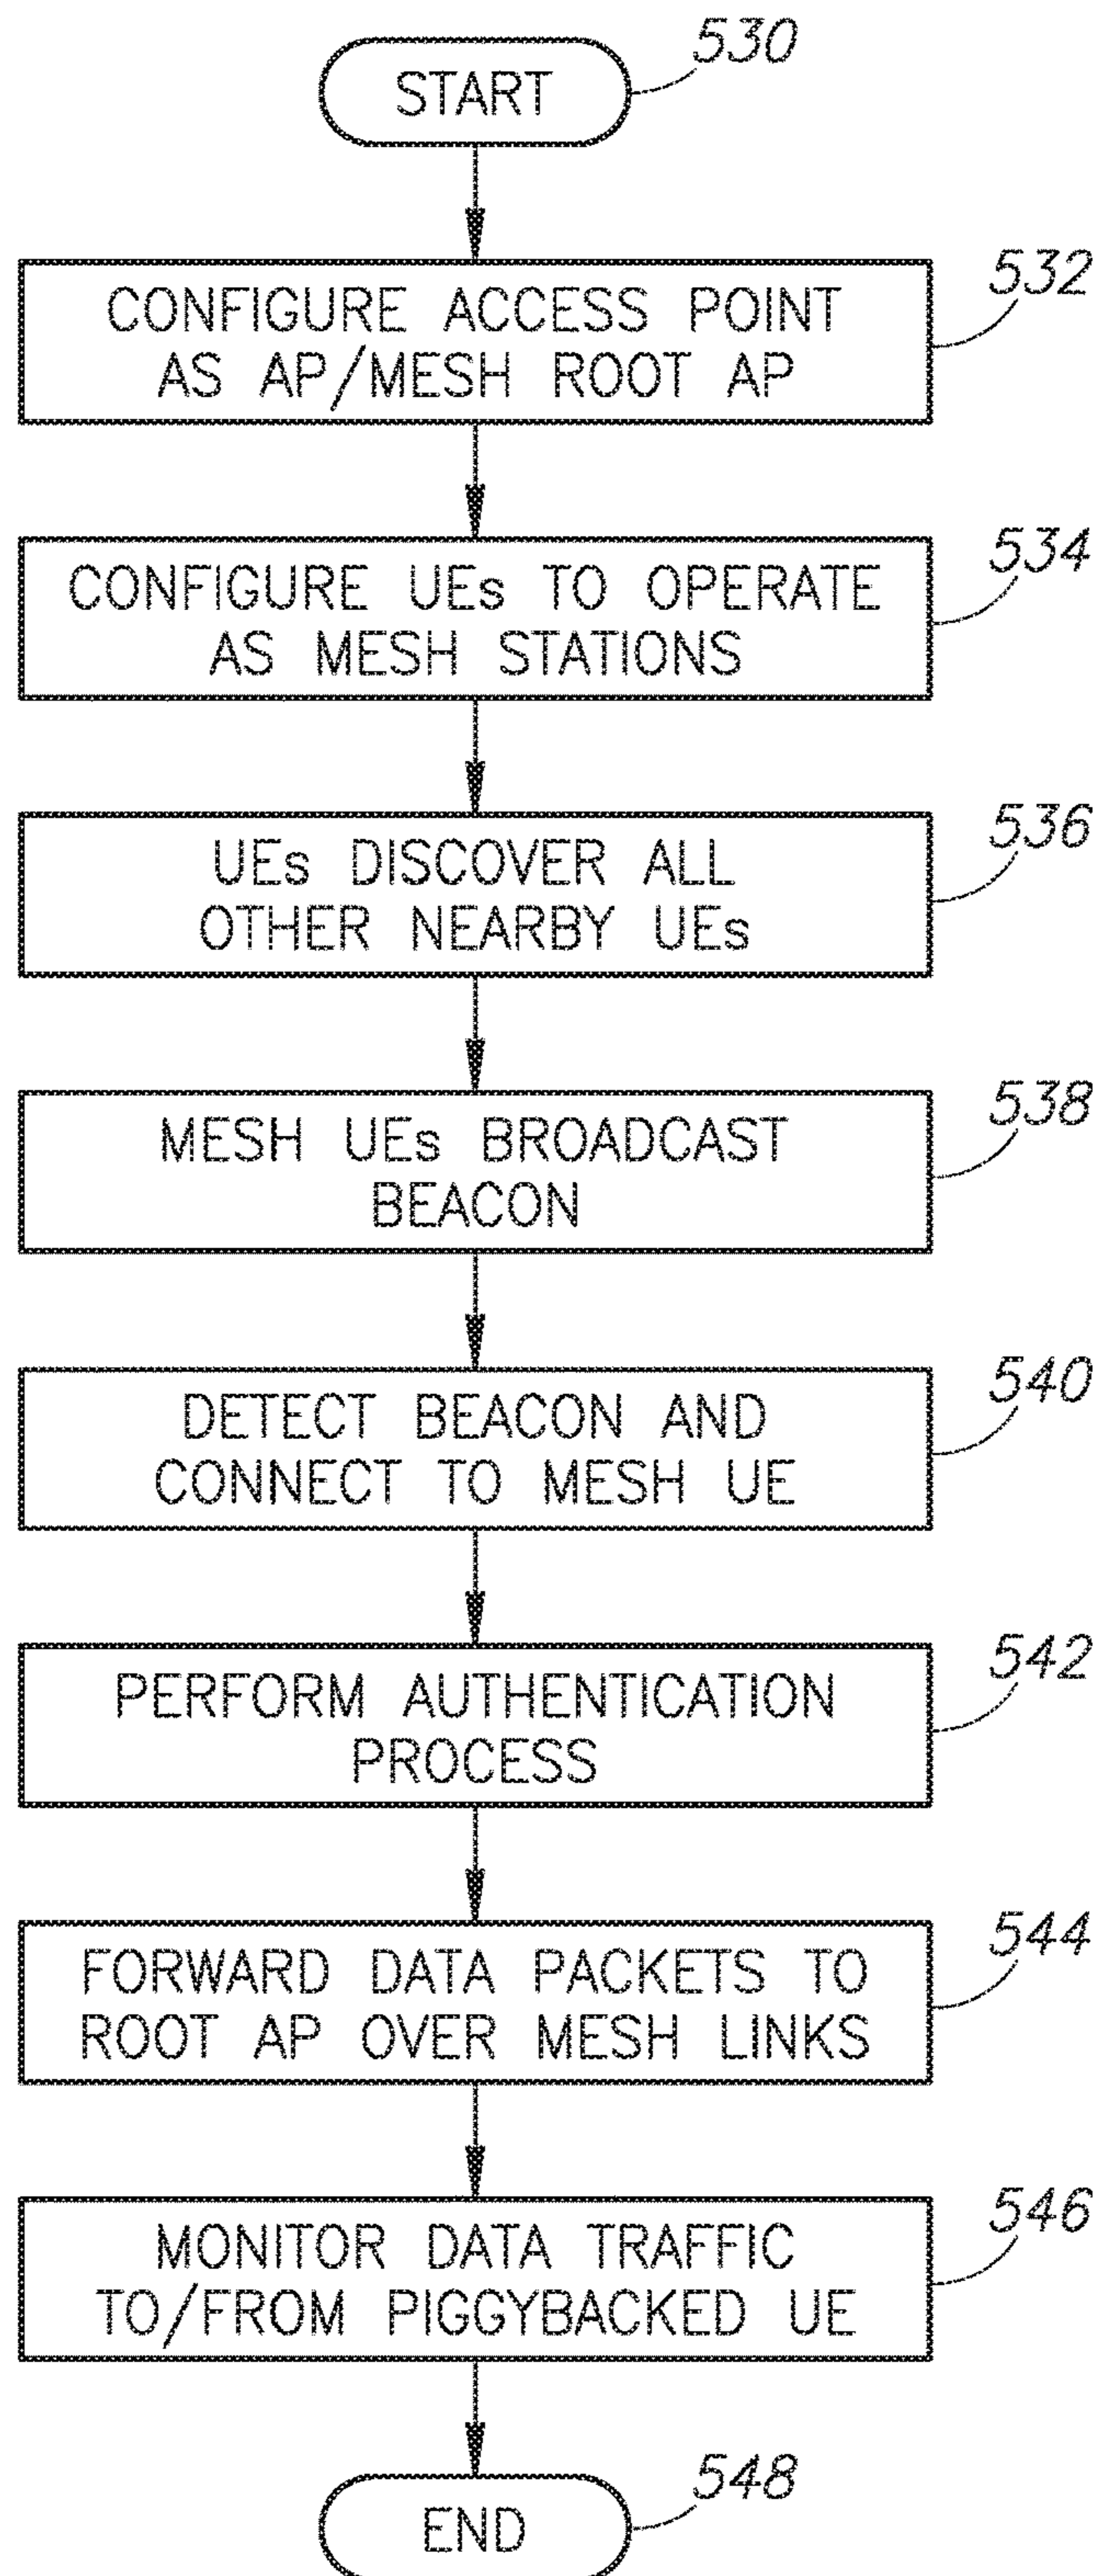 530
START
532
CONFIGURE ACCESS POINT
AS AP/MESH ROOT AP
534
CONFIGURE UEs TO OPERATE
AS MESH STATIONS
536
UEs DISCOVER ALL
OTHER NEARBY UEs
538
MESH UEs BROADCAST
BEACON
540
DETECT BEACON AND
CONNECT TO MESH UE
542
PERFORM AUTHENTICATION
PROCESS
544
FORWARD DATA PACKETS TO
ROOT AP OVER MESH LINKS
546
MONITOR DATA TRAFFIC
TO/FROM PIGGYBACKED UE
548
END